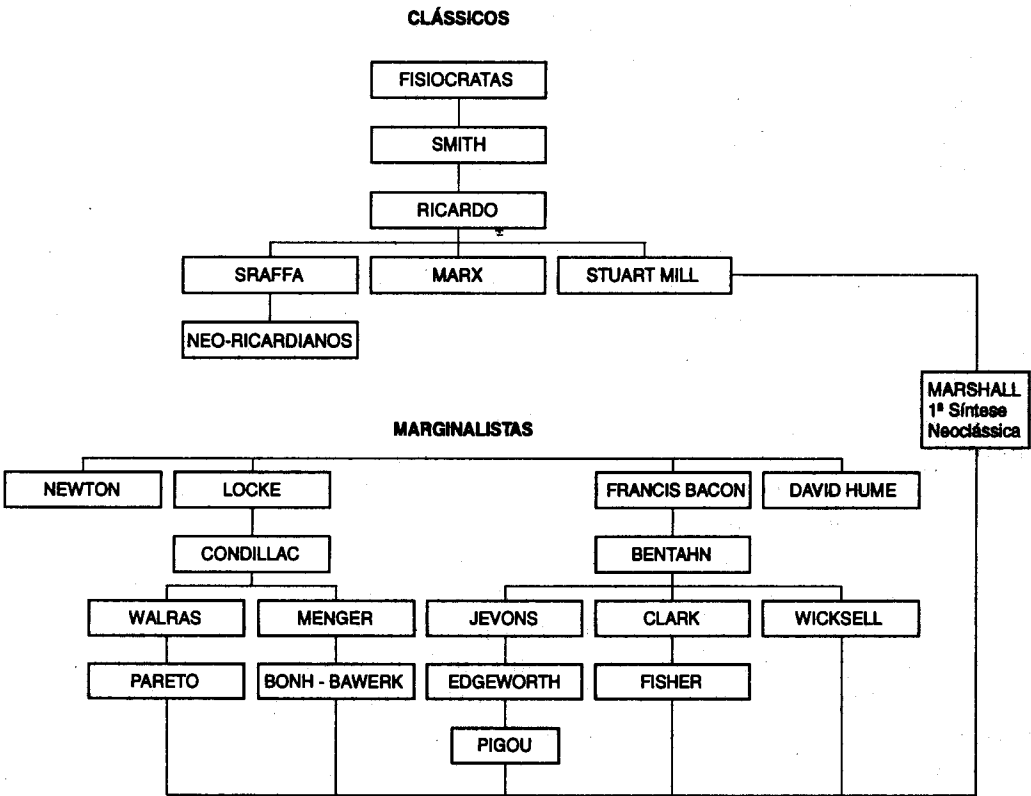 CLÁSSICOS
FISIOCRATAS
SMITH
RICARDO
SRAFFA
MARX
STUART MILL
NEO-RICARDIANOS
MARSHALL
1ª Síntese
Neoclássica
MARGINALISTAS
NEWTON
LOCKE
FRANCIS BACON
DAVID HUME
CONDILLAC
BENTAHN
WALRAS
MENGER
JEVONS
CLARK
WICKSELL
PARETO
BONH - BAWERK
EDGEWORTH
FISHER
PIGOU